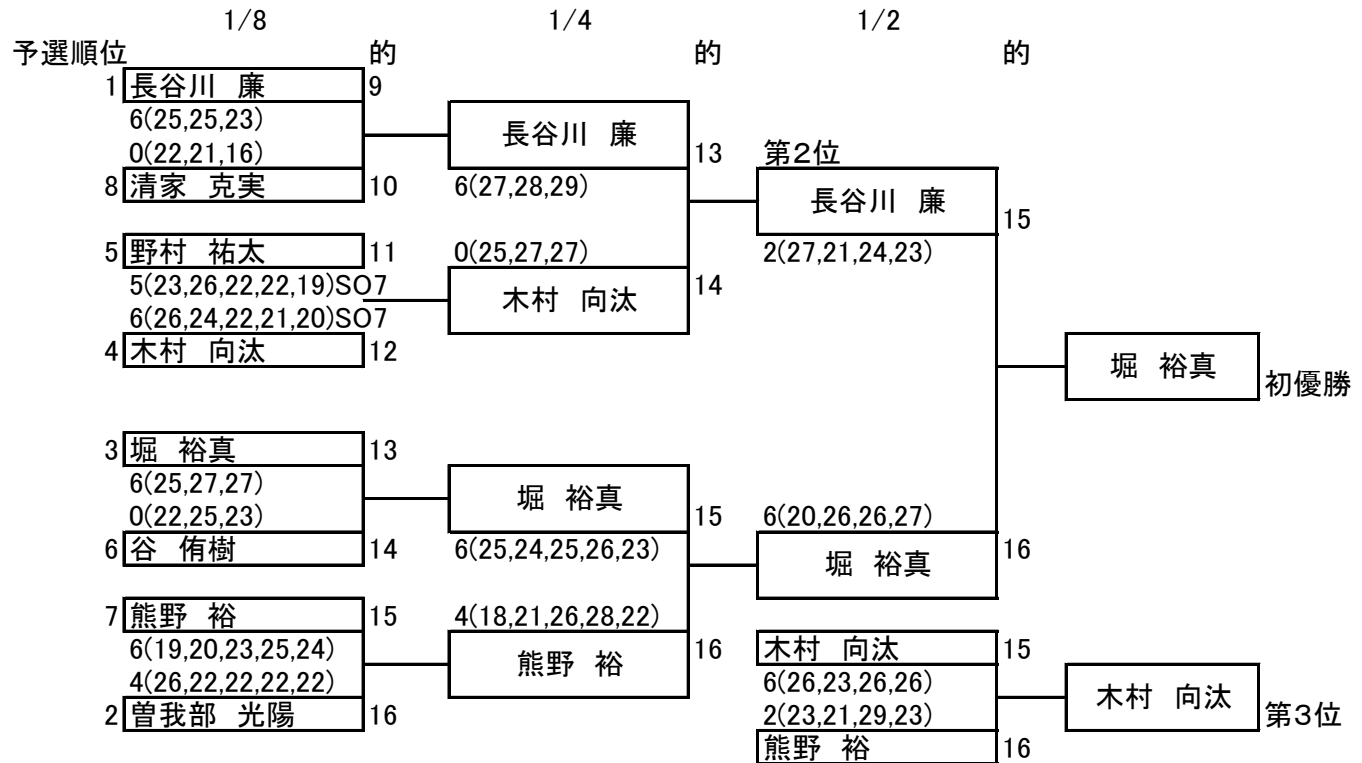 1/8 1/4 1/2
予選順位 的 的 的
1 長谷川 廉 9
6(25,25,23)
0(22,21,16)
8 清家 克実 10
長谷川 廉 13
6(27,28,29)
第2位
長谷川 廉 15
2(27,21,24,23)
5 野村 祐太 11
5(23,26,22,22,19)SO7
6(26,24,22,21,20)SO7
4 木村 向汰 12
0(25,27,27)
木村 向汰 14
堀 裕真 初優勝
3 堀 裕真 13
6(25,27,27)
0(22,25,23)
6 谷 侑樹 14
堀 裕真 15
6(25,24,25,26,23)
6(20,26,26,27)
堀 裕真 16
7 熊野 裕 15
6(19,20,23,25,24)
4(26,22,22,22,22)
2 曽我部 光陽 16
4(18,21,26,28,22)
熊野 裕 16
木村 向汰 15
6(26,23,26,26)
2(23,21,29,23)
熊野 裕 16
木村 向汰 第3位